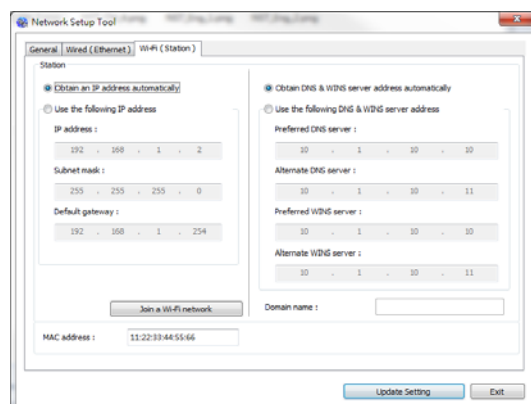 Network Setup Tool
General Wired ( Ethernet ) Wi-Fi ( Station )
Station
Obtain an IP address automatically
Use the following IP address
IP address :
192 . 168 . 1 . 2
Subnet mask :
255 . 255 . 255 . 0
Default gateway :
192 . 168 . 1 . 254
Join a Wi-Fi network
Obtain DNS & WINS server address automatically
Use the following DNS & WINS server address
Preferred DNS server :
10 . 1 . 10 . 10
Alternate DNS server :
10 . 1 . 10 . 11
Preferred WINS server :
10 . 1 . 10 . 10
Alternate WINS server :
10 . 1 . 10 . 11
Domain name :
MAC address : 11:22:33:44:55:66
Update Setting Exit